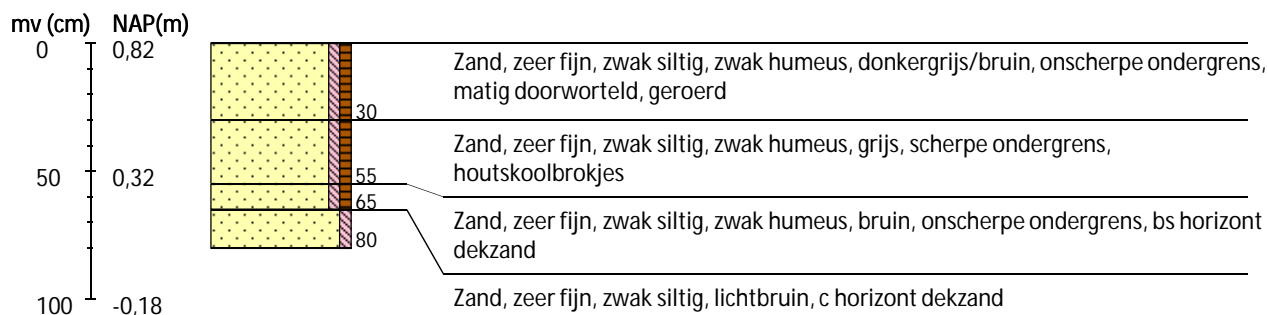 mv (cm) NAP(m)
0 0,82
Zand, zeer fijn, zwak siltig, zwak humeus, donkergrijs/bruin, onscherpe ondergrens,
matig doorworteld, geroerd
30
Zand, zeer fijn, zwak siltig, zwak humeus, grijs, scherpe ondergrens,
houtskoolbrokjes
50 0,32
55
65
Zand, zeer fijn, zwak siltig, zwak humeus, bruin, onscherpe ondergrens, bs horizont
dekzand
80
Zand, zeer fijn, zwak siltig, lichtbruin, c horizont dekzand
100 -0,18